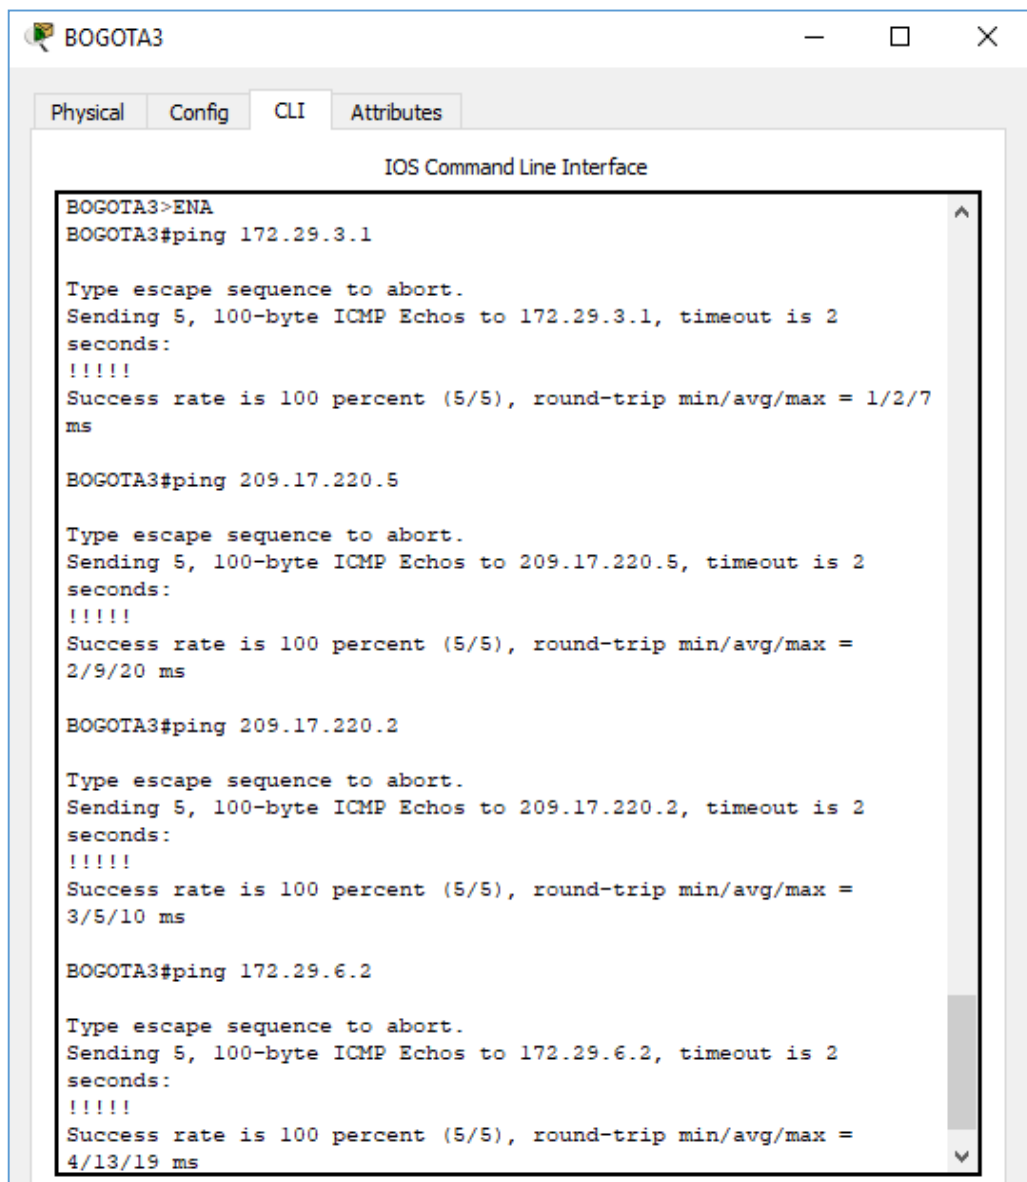 BOGOTA3
Physical Config CLI Attributes
IOS Command Line Interface
BOGOTA3>ENA
BOGOTA3#ping 172.29.3.1
Type escape sequence to abort.
Sending 5, 100-byte ICMP Echos to 172.29.3.1, timeout is 2
seconds:
!!!!!
Success rate is 100 percent (5/5), round-trip min/avg/max = 1/2/7
ms
BOGOTA3#ping 209.17.220.5
Type escape sequence to abort.
Sending 5, 100-byte ICMP Echos to 209.17.220.5, timeout is 2
seconds:
!!!!!
Success rate is 100 percent (5/5), round-trip min/avg/max =
2/9/20 ms
BOGOTA3#ping 209.17.220.2
Type escape sequence to abort.
Sending 5, 100-byte ICMP Echos to 209.17.220.2, timeout is 2
seconds:
!!!!!
Success rate is 100 percent (5/5), round-trip min/avg/max =
3/5/10 ms
BOGOTA3#ping 172.29.6.2
Type escape sequence to abort.
Sending 5, 100-byte ICMP Echos to 172.29.6.2, timeout is 2
seconds:
!!!!!
Success rate is 100 percent (5/5), round-trip min/avg/max =
4/13/19 ms